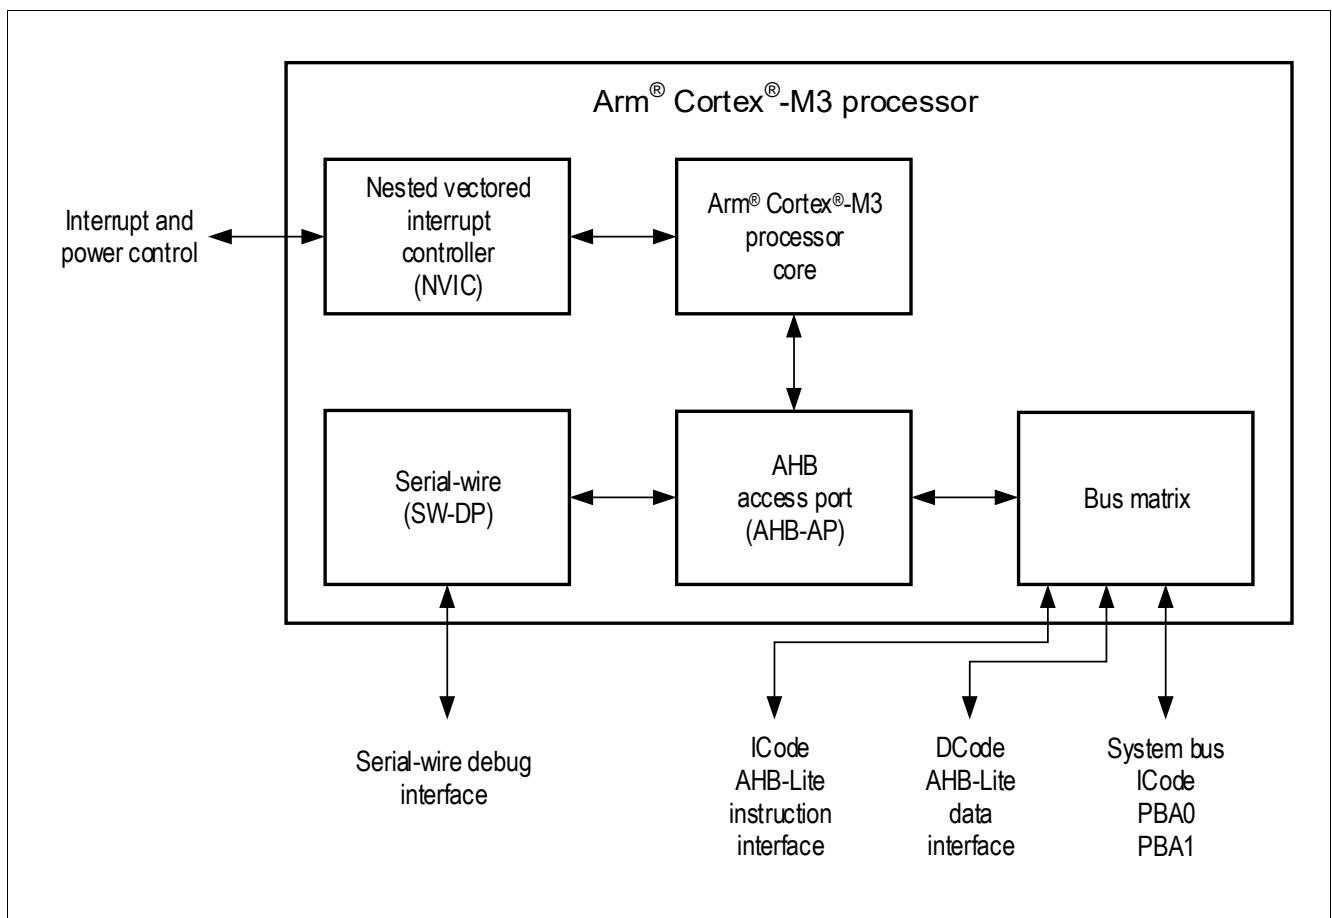 Arm® Cortex®-M3 processor
Nested vectored
interrupt
controller
(NVIC)
Arm® Cortex®-M3
processor
core
Interrupt and
power control
Serial-wire
(SW-DP)
AHB
access port
(AHB-AP)
Bus matrix
Serial-wire debug
interface
ICode
AHB-Lite
instruction
interface
DCode
AHB-Lite
data
interface
System bus
ICode
PBA0
PBA1